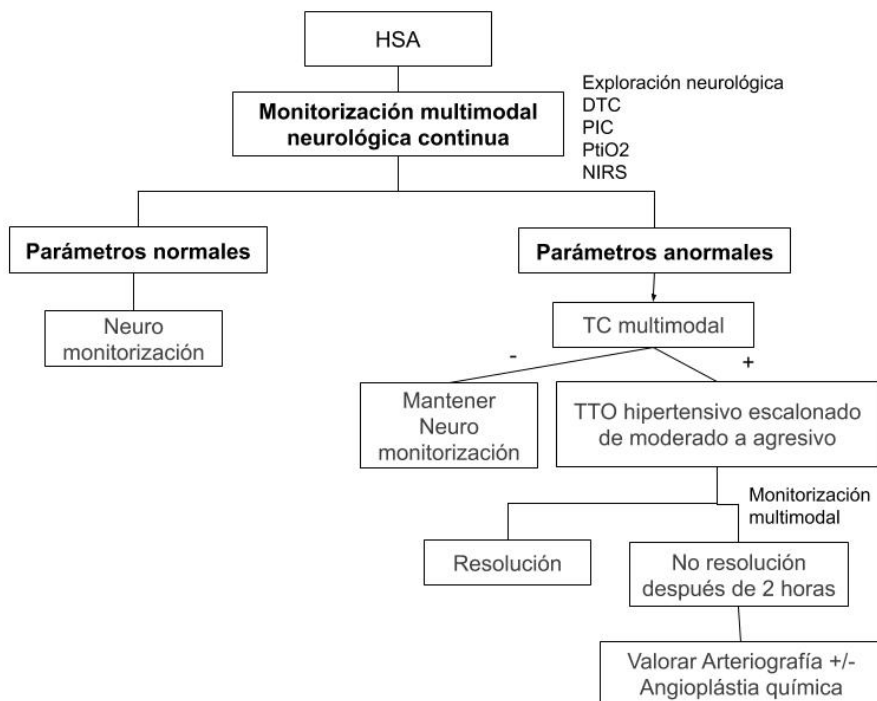 HSA
Monitorización multimodal
neurológica continua
Exploración neurológica
DTC
PIC
PtiO2
NIRS
Parámetros normales
Parámetros anormales
Neuro
monitorización
TC multimodal
-
+
Mantener
Neuro
monitorización
TTO hipertensivo escalonado
de moderado a agresivo
Monitorización
multimodal
Resolución
No resolución
después de 2 horas
Valorar Arteriografía +/-
Angioplástia química